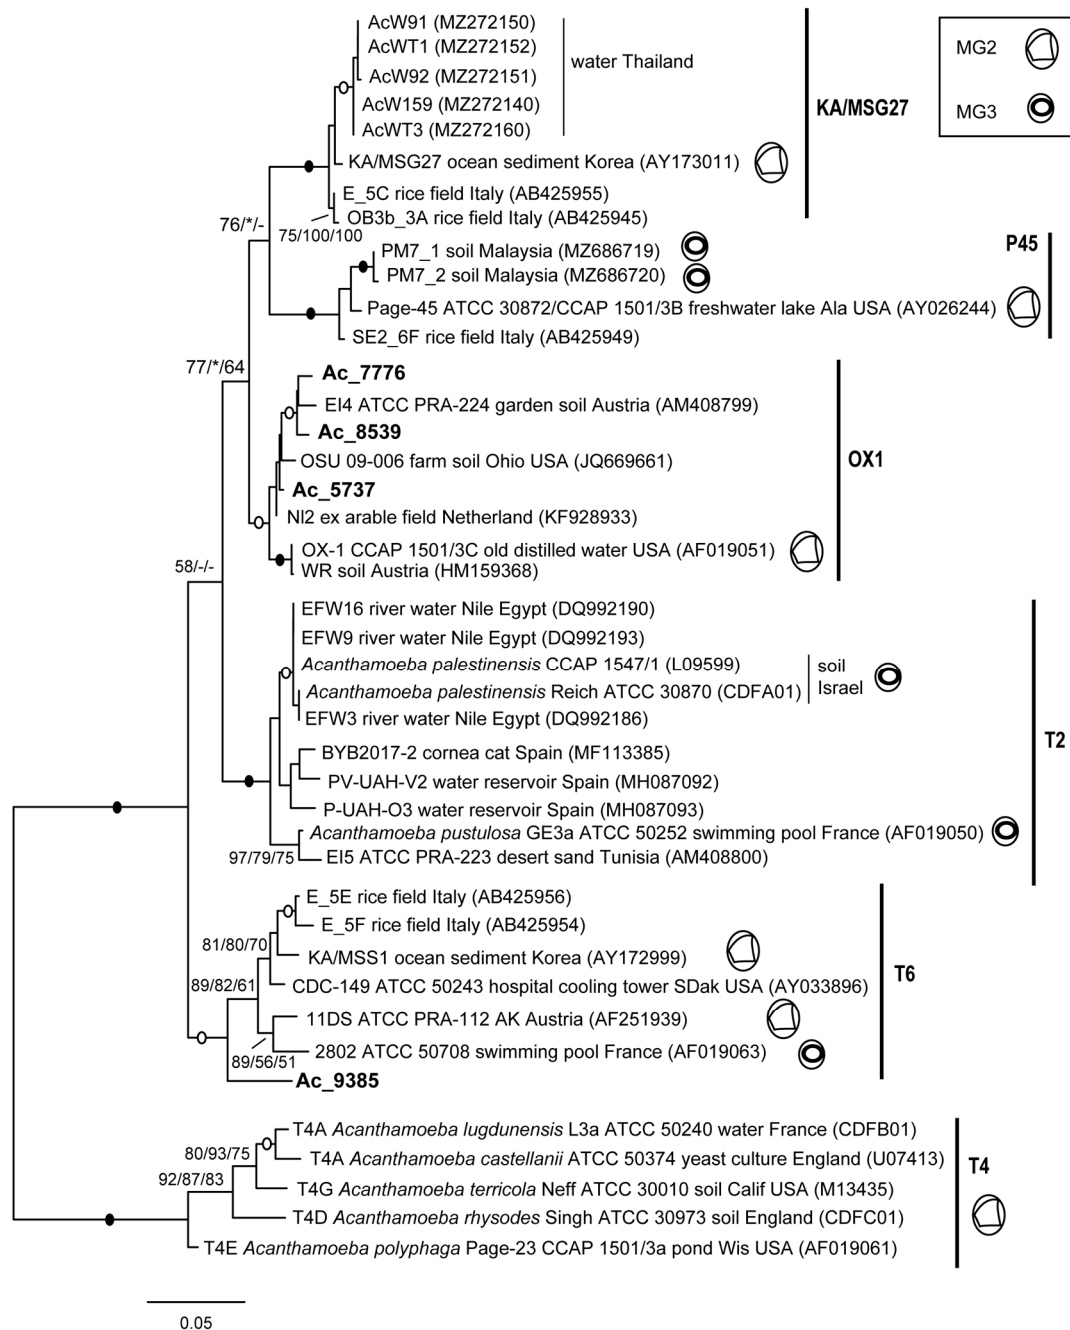 AcW91 (MZ272150)
AcWT1 (MZ272152)
AcW92 (MZ272151)
AcW159 (MZ272140)
AcWT3 (MZ272160)
water Thailand
KA/MSG27 ocean sediment Korea (AY173011)
E_5C rice field Italy (AB425955)
OB3b_3A rice field Italy (AB425945)
75/100/100
KA/MSG27
MG2
MG3
76/*/-
PM7_1 soil Malaysia (MZ686719)
PM7_2 soil Malaysia (MZ686720)
Page-45 ATCC 30872/CCAP 1501/3B freshwater lake Ala USA (AY026244)
SE2_6F rice field Italy (AB425949)
P45
77/*/64
Ac_7776
EI4 ATCC PRA-224 garden soil Austria (AM408799)
Ac_8539
OSU 09-006 farm soil Ohio USA (JQ669661)
Ac_5737
Nl2 ex arable field Netherland (KF928933)
OX-1 CCAP 1501/3C old distilled water USA (AF019051)
WR soil Austria (HM159368)
OX1
58/-/-
EFW16 river water Nile Egypt (DQ992190)
EFW9 river water Nile Egypt (DQ992193)
Acanthamoeba palestinensis CCAP 1547/1 (L09599)
Acanthamoeba palestinensis Reich ATCC 30870 (CDFA01)
soil
Israel
EFW3 river water Nile Egypt (DQ992186)
BYB2017-2 cornea cat Spain (MF113385)
PV-UAH-V2 water reservoir Spain (MH087092)
P-UAH-O3 water reservoir Spain (MH087093)
Acanthamoeba pustulosa GE3a ATCC 50252 swimming pool France (AF019050)
97/79/75
EI5 ATCC PRA-223 desert sand Tunisia (AM408800)
T2
E_5E rice field Italy (AB425956)
E_5F rice field Italy (AB425954)
81/80/70
KA/MSS1 ocean sediment Korea (AY172999)
89/82/61
CDC-149 ATCC 50243 hospital cooling tower SDak USA (AY033896)
11DS ATCC PRA-112 AK Austria (AF251939)
2802 ATCC 50708 swimming pool France (AF019063)
89/56/51
Ac_9385
T6
T4A Acanthamoeba lugdunensis L3a ATCC 50240 water France (CDFB01)
80/93/75
T4A Acanthamoeba castellanii ATCC 50374 yeast culture England (U07413)
92/87/83
T4G Acanthamoeba terricola Neff ATCC 30010 soil Calif USA (M13435)
T4D Acanthamoeba rhysodes Singh ATCC 30973 soil England (CDFC01)
T4E Acanthamoeba polyphaga Page-23 CCAP 1501/3a pond Wis USA (AF019061)
T4
0.05